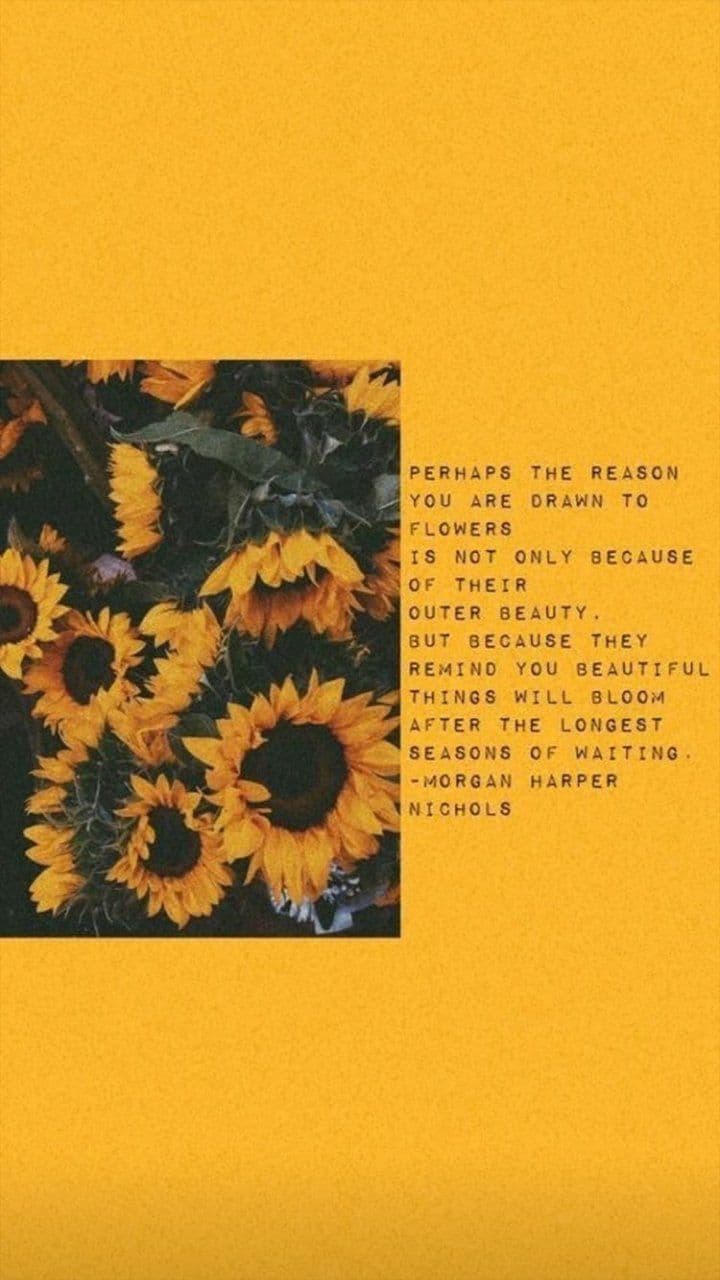 PERHAPS THE REASON
YOU ARE DRAWN TO
FLOWERS
IS NOT ONLY BECAUSE
OF THEIR
OUTER BEAUTY,
BUT BECAUSE THEY
REMIND YOU BEAUTIFUL
THINGS WILL BLOOM
AFTER THE LONGEST
SEASONS OF WAITING.
-MORGAN HARPER
NICHOLS